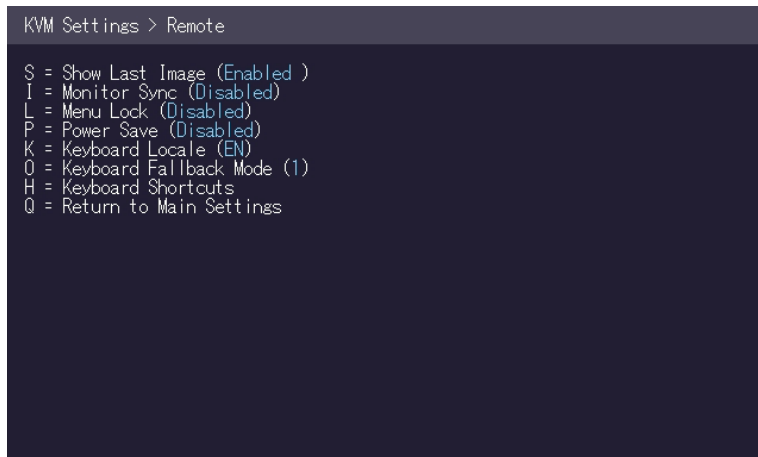 KVM Settings > Remote
S = Show Last Image (Enabled )
I = Monitor Sync (Disabled)
L = Menu Lock (Disabled)
P = Power Save (Disabled)
K = Keyboard Locale (EN)
O = Keyboard Fallback Mode (1)
H = Keyboard Shortcuts
Q = Return to Main Settings